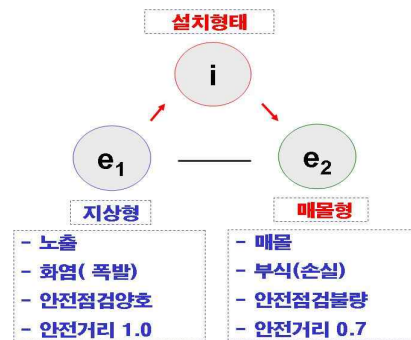 설치형태
i
e1
e2
지상형
매몰형
- 노출
- 화염( 폭발)
- 안전점검양호
- 안전거리 1.0
- 매몰
- 부식(손실)
- 안전점검불량
- 안전거리 0.7